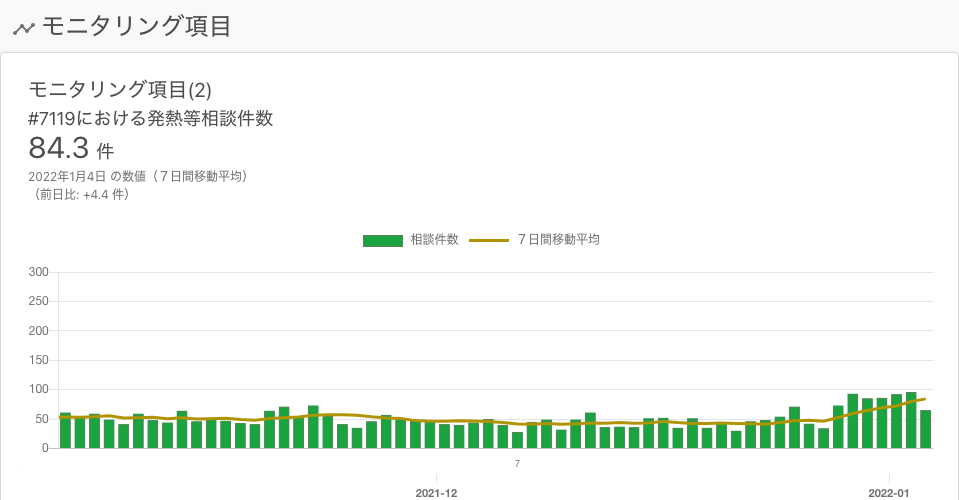 モニタリング項目
モニタリング項目(2)
#7119における発熱等相談件数
84.3 件
2022年1月4日 の数値（７日間移動平均）
（前日比: +4.4 件）
相談件数 ７日間移動平均
300
250
200
150
100
50
0
7
2021-12 2022-01